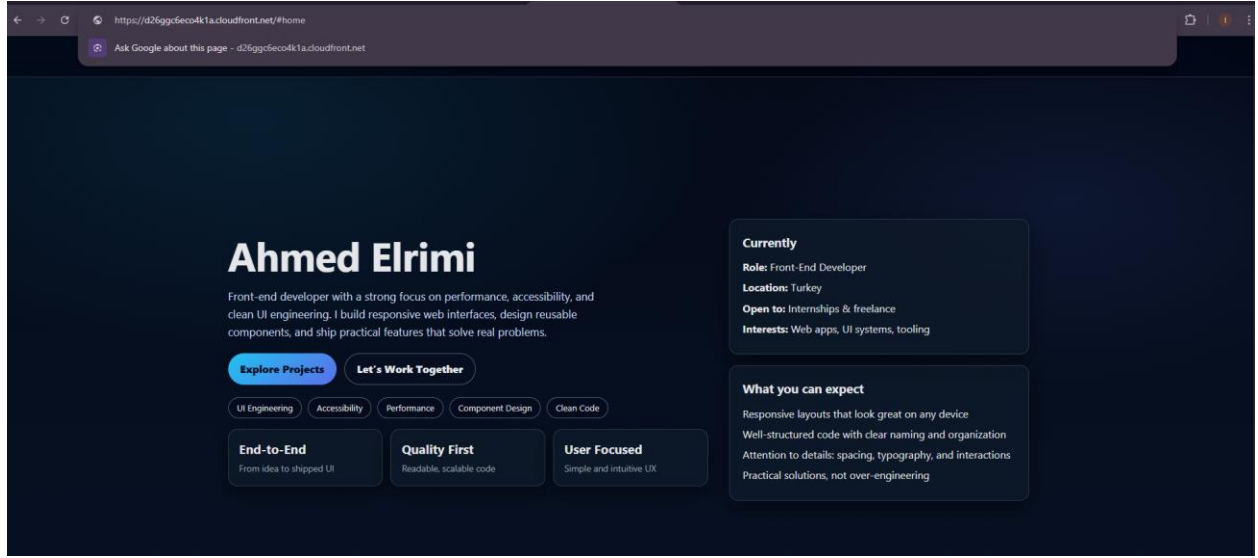 https://d26ggc6eco4k1a.cloudfront.net/#home
Ask Google about this page - d26ggc6eco4k1a.cloudfront.net
Ahmed Elrimi
Front-end developer with a strong focus on performance, accessibility, and
clean UI engineering. I build responsive web interfaces, design reusable
components, and ship practical features that solve real problems.
Explore Projects
Let's Work Together
UI Engineering
Accessibility
Performance
Component Design
Clean Code
End-to-End
From idea to shipped UI
Quality First
Readable, scalable code
User Focused
Simple and intuitive UX
Currently
Role: Front-End Developer
Location: Turkey
Open to: Internships & freelance
Interests: Web apps, UI systems, tooling
What you can expect
Responsive layouts that look great on any device
Well-structured code with clear naming and organization
Attention to details: spacing, typography, and interactions
Practical solutions, not over-engineering